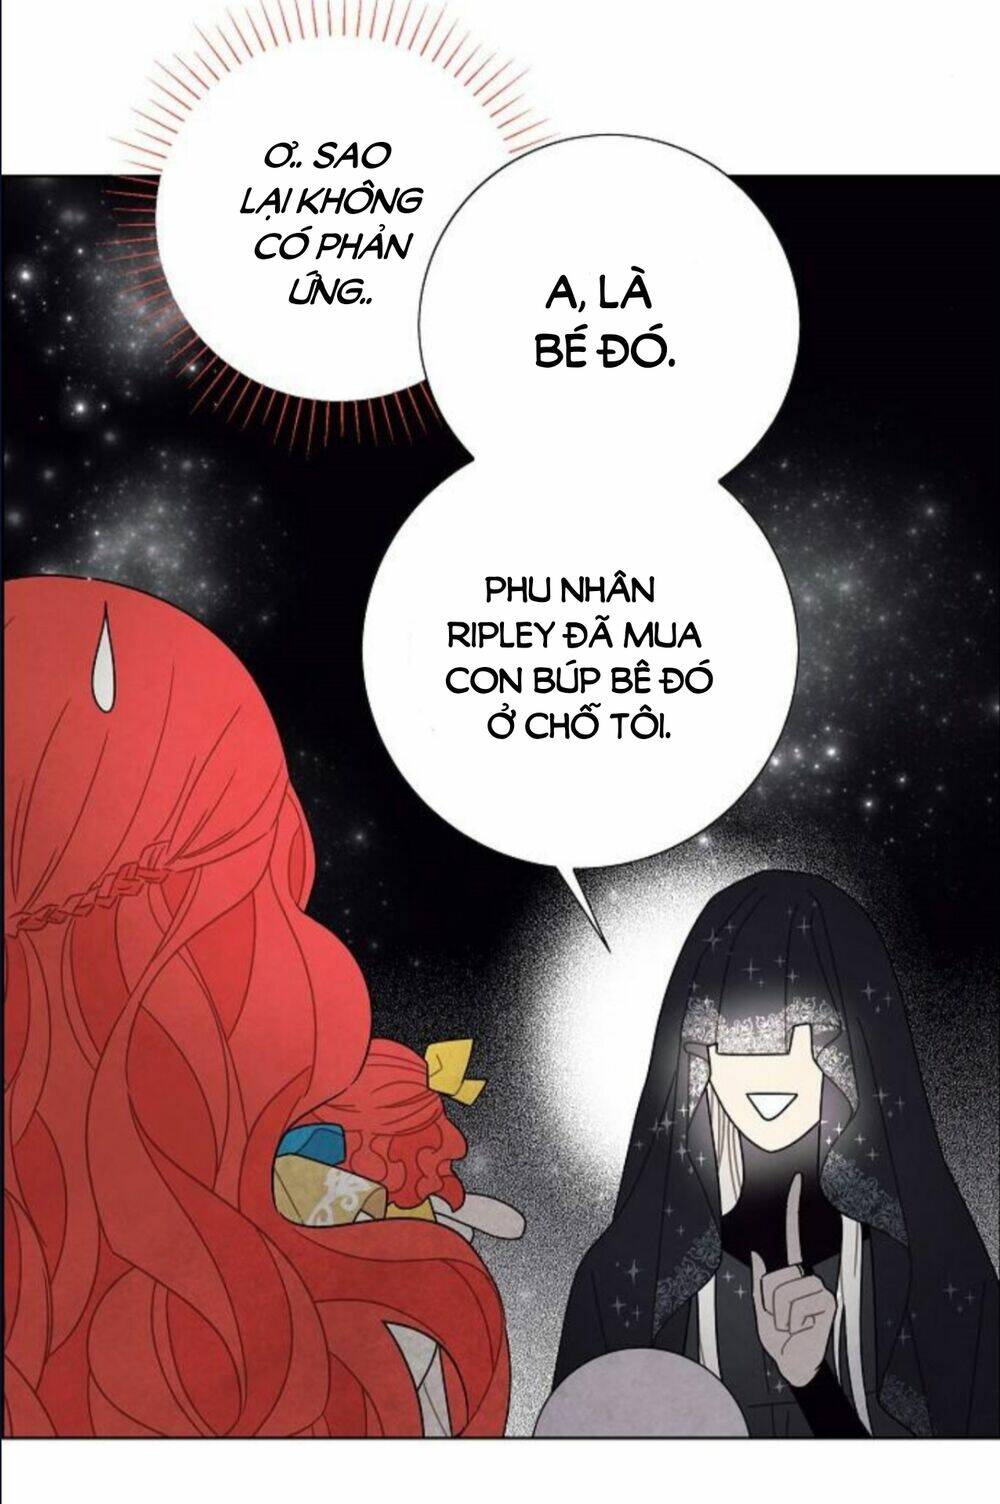 Ơ.. SAO
LẠI KHÔNG
CÓ PHẢN
ỨNG..
A, LÀ
BÉ ĐÓ.
PHU NHÂN
RIPLEY ĐÃ MUA
CON BÚP BÊ ĐÓ
Ở CHỖ TÔI.